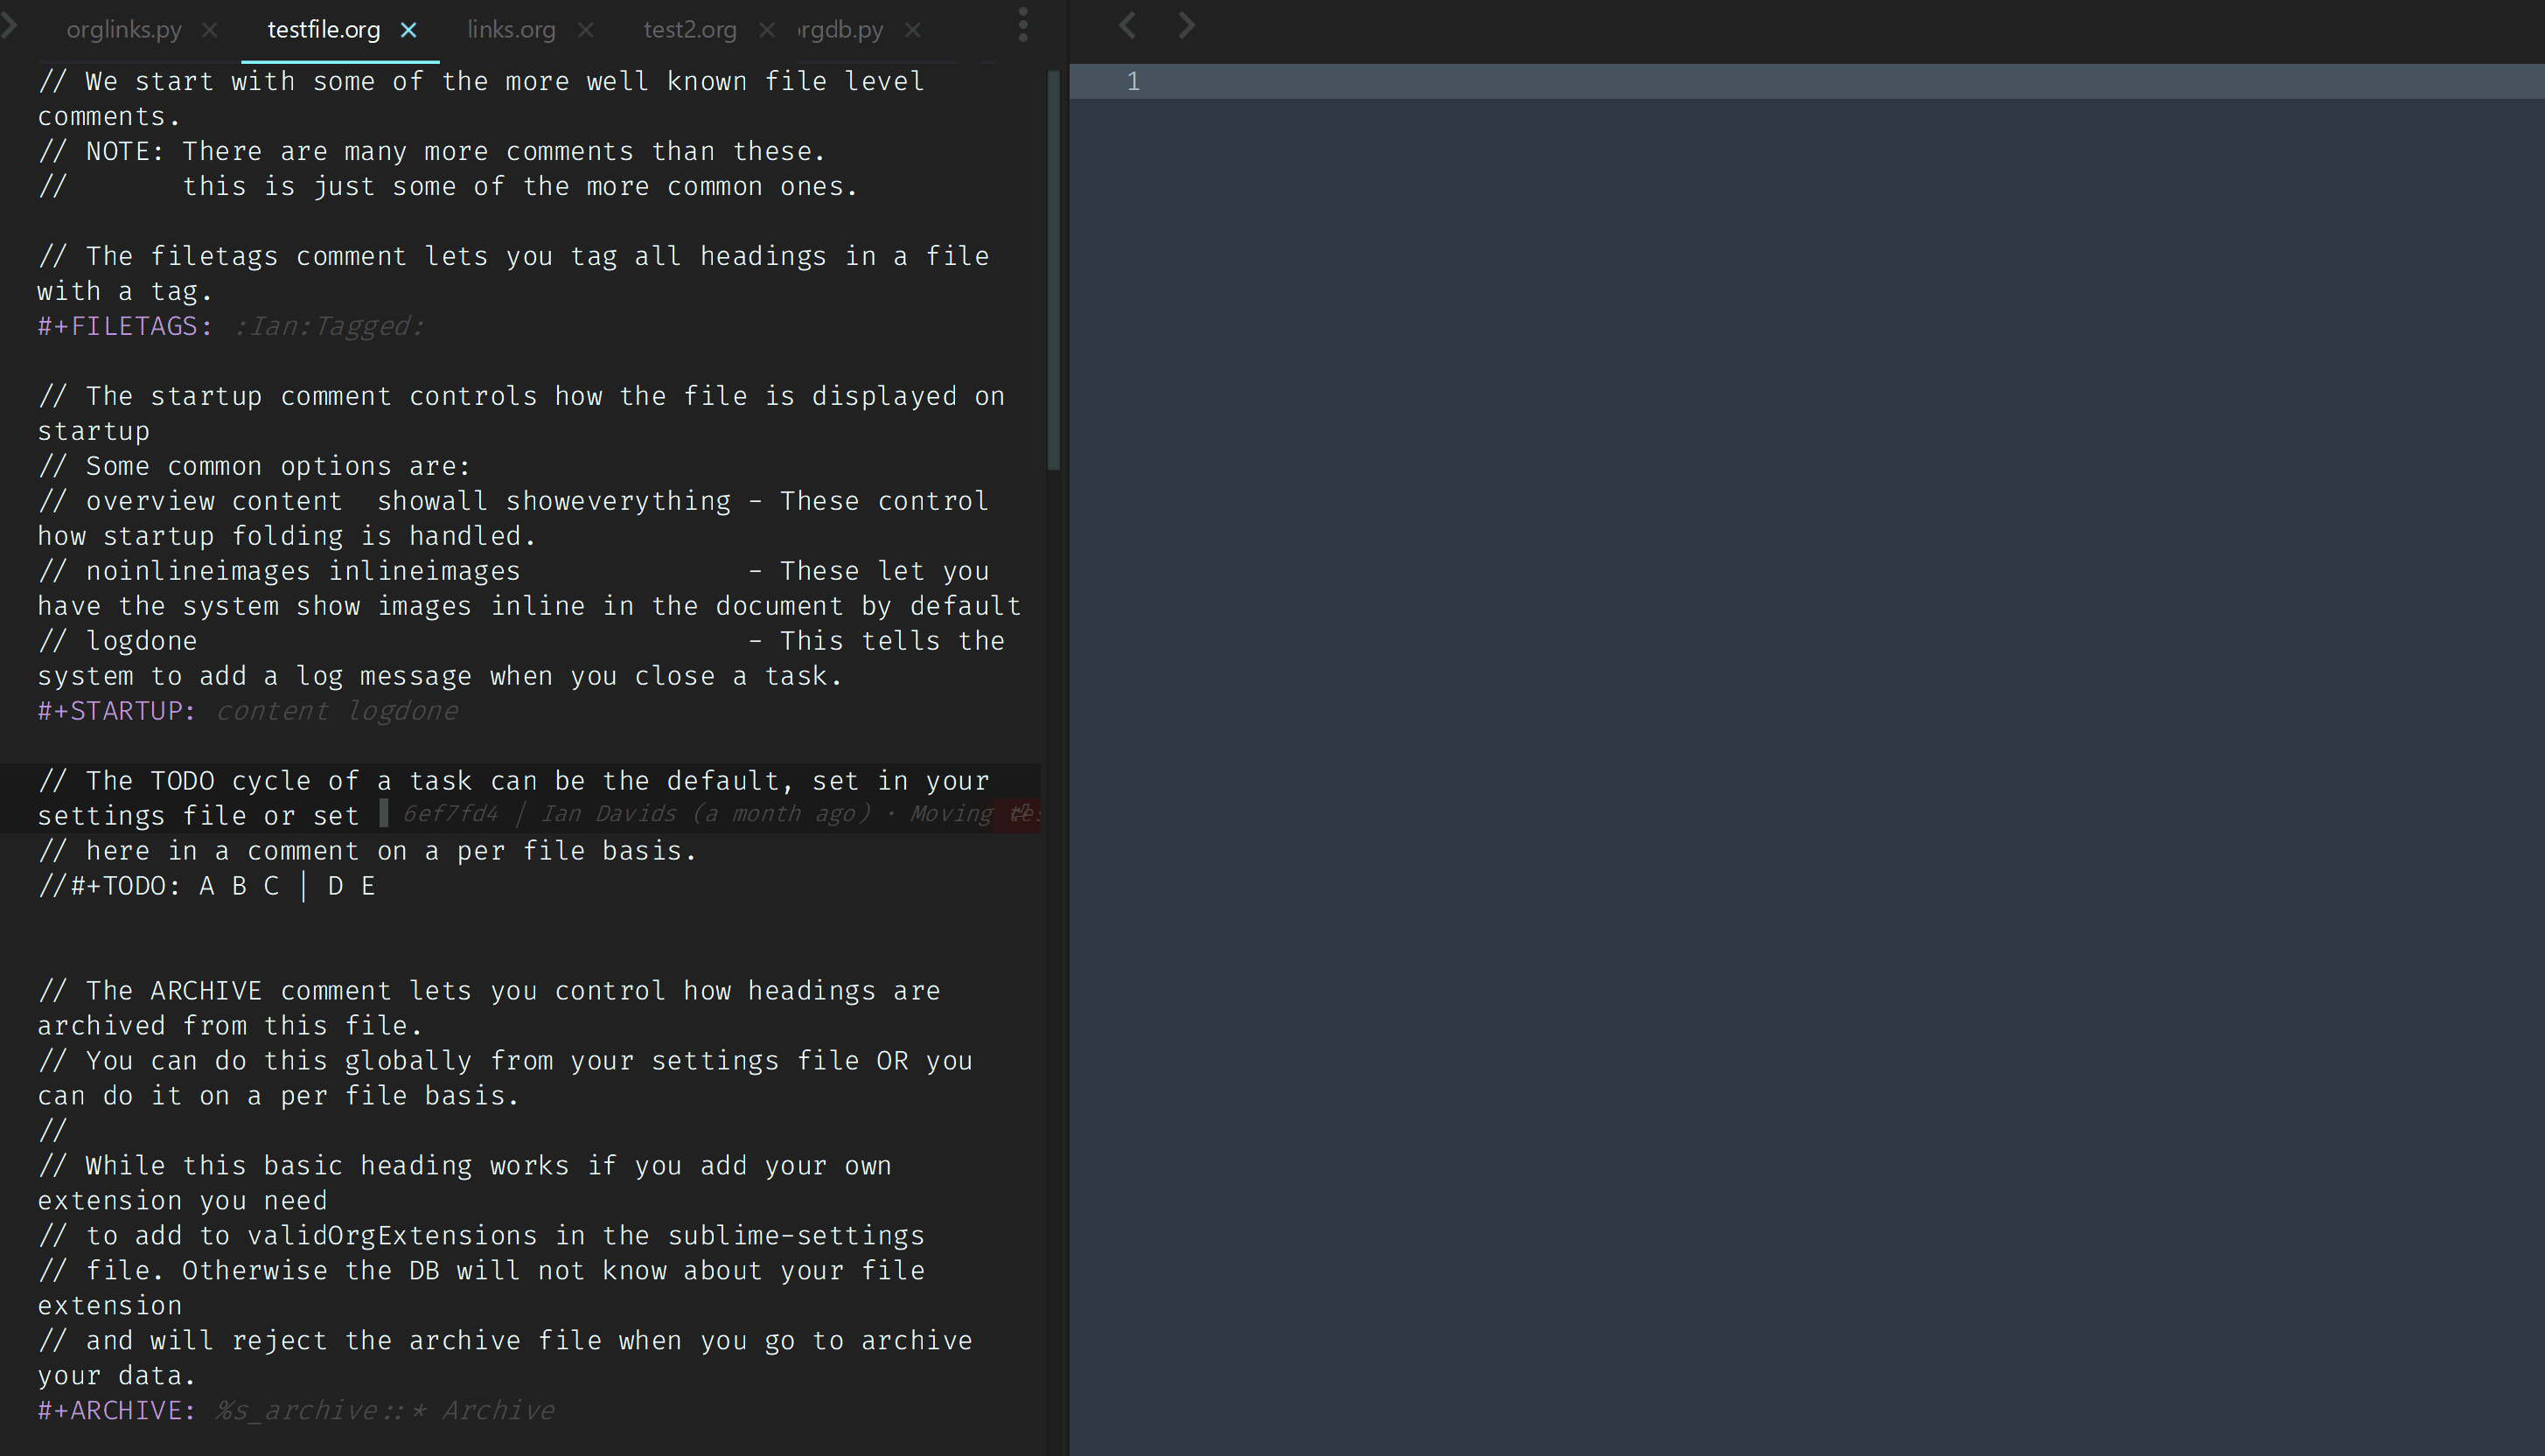 orglinks.py
testfile.org
links.org
test2.org
rgdb.py
// We start with some of the more well known file level
comments.
// NOTE: There are many more comments than these.
//       this is just some of the more common ones.
// The filetags comment lets you tag all headings in a file
with a tag.
#+FILETAGS: :Ian:Tagged:
// The startup comment controls how the file is displayed on
startup
// Some common options are:
// overview content  showall showeverything - These control
how startup folding is handled.
// noinlineimages inlineimages              - These let you
have the system show images inline in the document by default
// logdone                                  - This tells the
system to add a log message when you close a task.
#+STARTUP: content logdone
// The TODO cycle of a task can be the default, set in your
settings file or set 6ef7fd4 | Ian Davids (a month ago) · Moving
// here in a comment on a per file basis.
//#+TODO: A B C | D E
// The ARCHIVE comment lets you control how headings are
archived from this file.
// You can do this globally from your settings file OR you
can do it on a per file basis.
//
// While this basic heading works if you add your own
extension you need
// to add to validOrgExtensions in the sublime-settings
// file. Otherwise the DB will not know about your file
extension
// and will reject the archive file when you go to archive
your data.
#+ARCHIVE: %s_archive::* Archive
1